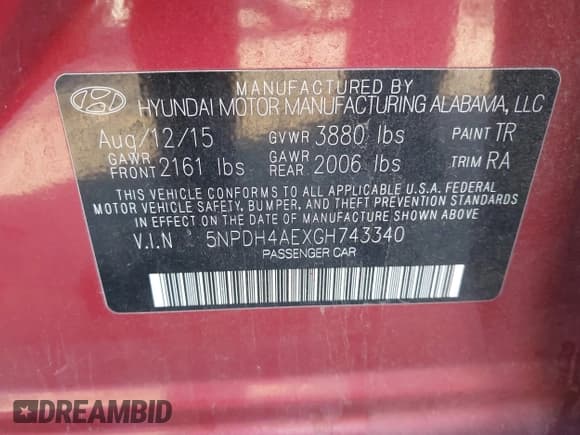 MANUFACTURED BY
HYUNDAI MOTOR MANUFACTURING ALABAMA, LLC
Aug/12/15 GVWR 3880 lbs PAINT TR
GAWR FRONT 2161 lbs GAWR REAR 2006 lbs TRIM RA
THIS VEHICLE CONFORMS TO ALL APPLICABLE U.S.A. FEDERAL
MOTOR VEHICLE SAFETY, BUMPER, AND THEFT PREVENTION STANDARDS
IN EFFECT ON THE DATE OF MANUFACTURE SHOWN ABOVE
V.I.N 5NPDH4AEXGH743340
PASSENGER CAR
DREAMBID